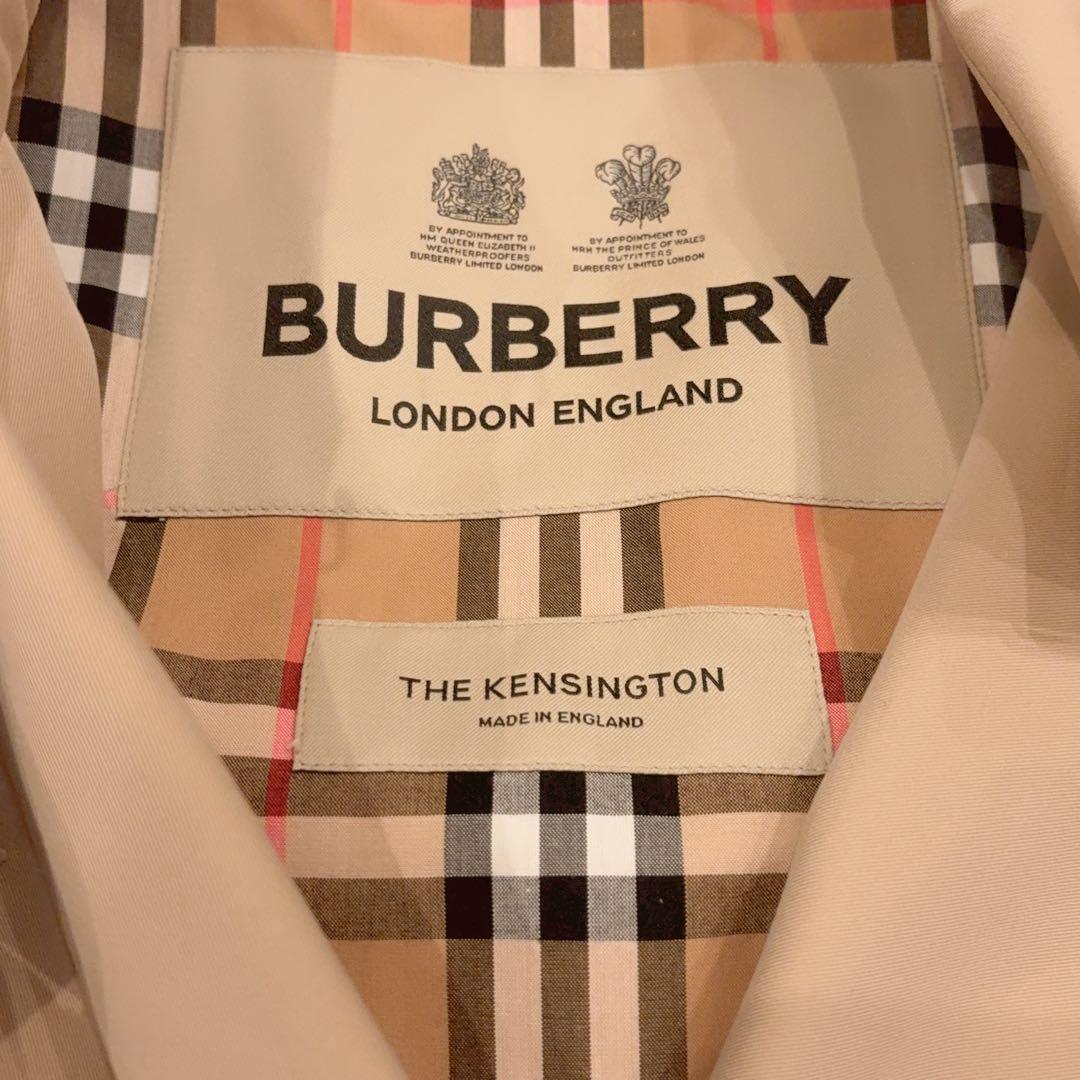 BY APPOINTMENT TO
HM QUEEN ELIZABETH II
WEATHERPROOFERS
BURBERRY LIMITED LONDON
BY APPOINTMENT TO
HRH THE PRINCE OF WALES
OUTFITTERS
BURBERRY LIMITED LONDON
BURBERRY
LONDON ENGLAND
THE KENSINGTON
MADE IN ENGLAND